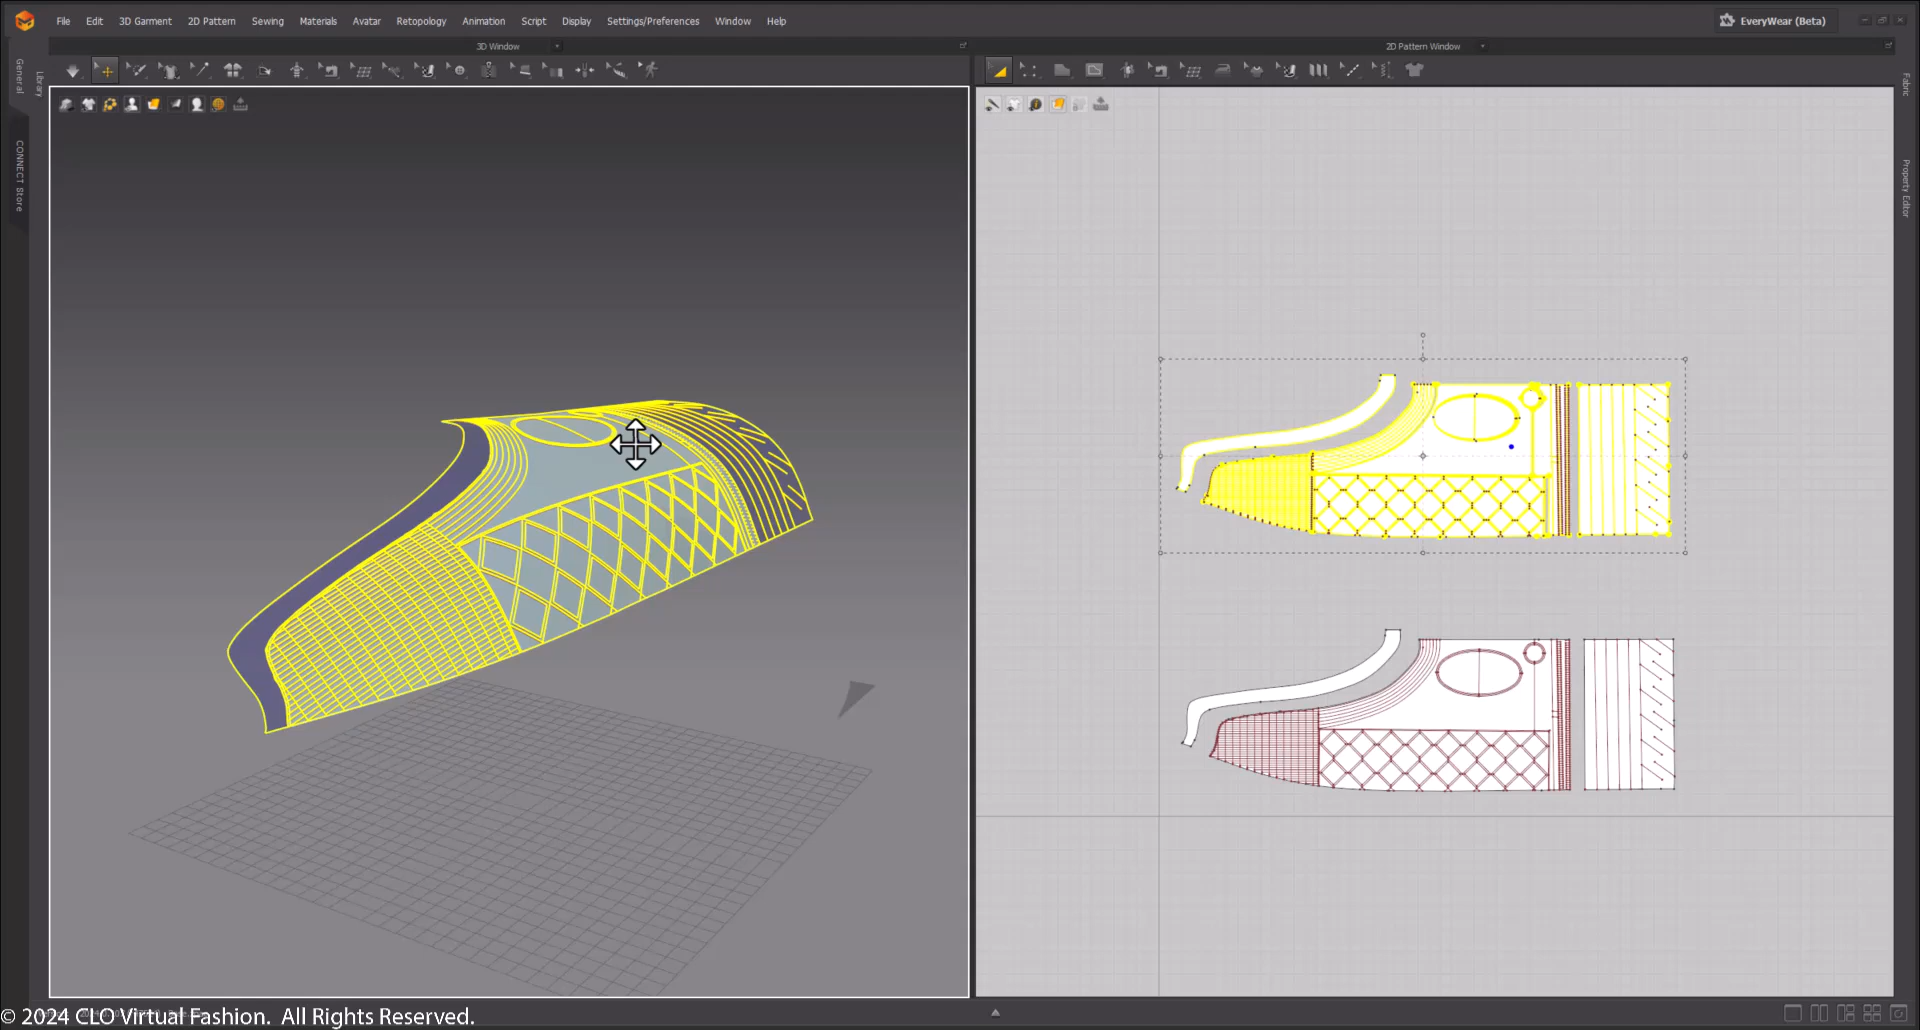 File Edit 3D Garment 2D Pattern Sewing Materials Avatar Retopology Animation Script Display Settings/Preferences Window Help
EveryWear (Beta)
3D Window
2D Pattern Window
General
Library
CONNECT Store
Fabric
Property Editor
© 2024 CLO Virtual Fashion. All Rights Reserved.